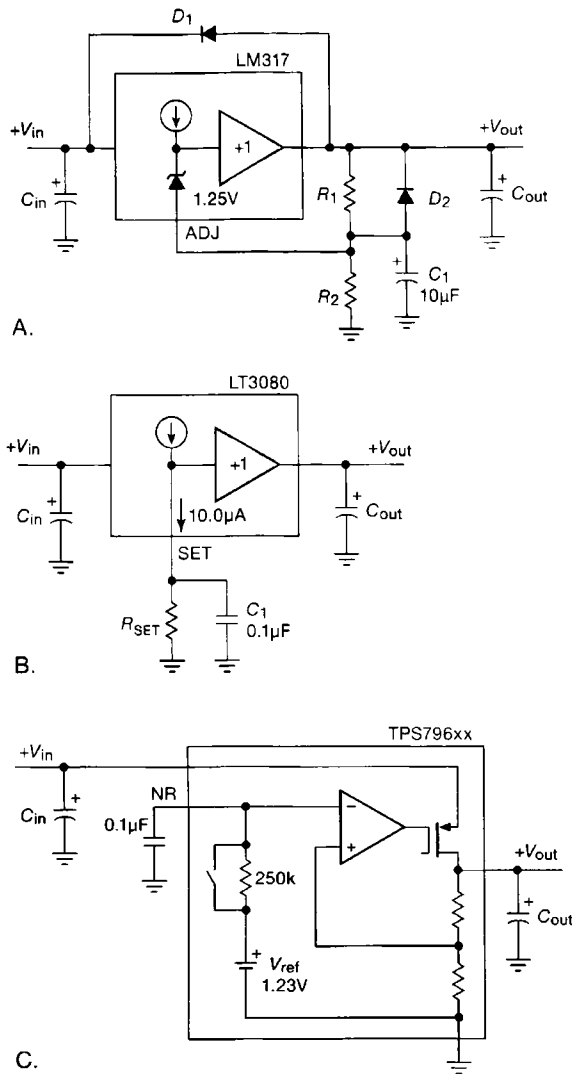 D1
LM317
+Vin
+Vout
+1
Cin
+
1.25V
R1
D2
+
Cout
ADJ
+
C1
10µF
R2
A.
LT3080
+Vin
+Vout
+1
Cin
+
10.0µA
+
Cout
SET
RSET
C1
0.1µF
B.
TPS796xx
+Vin
NR
Cin
+
0.1µF
−
+
250k
+Vout
+
Cout
+
Vref
1.23V
C.